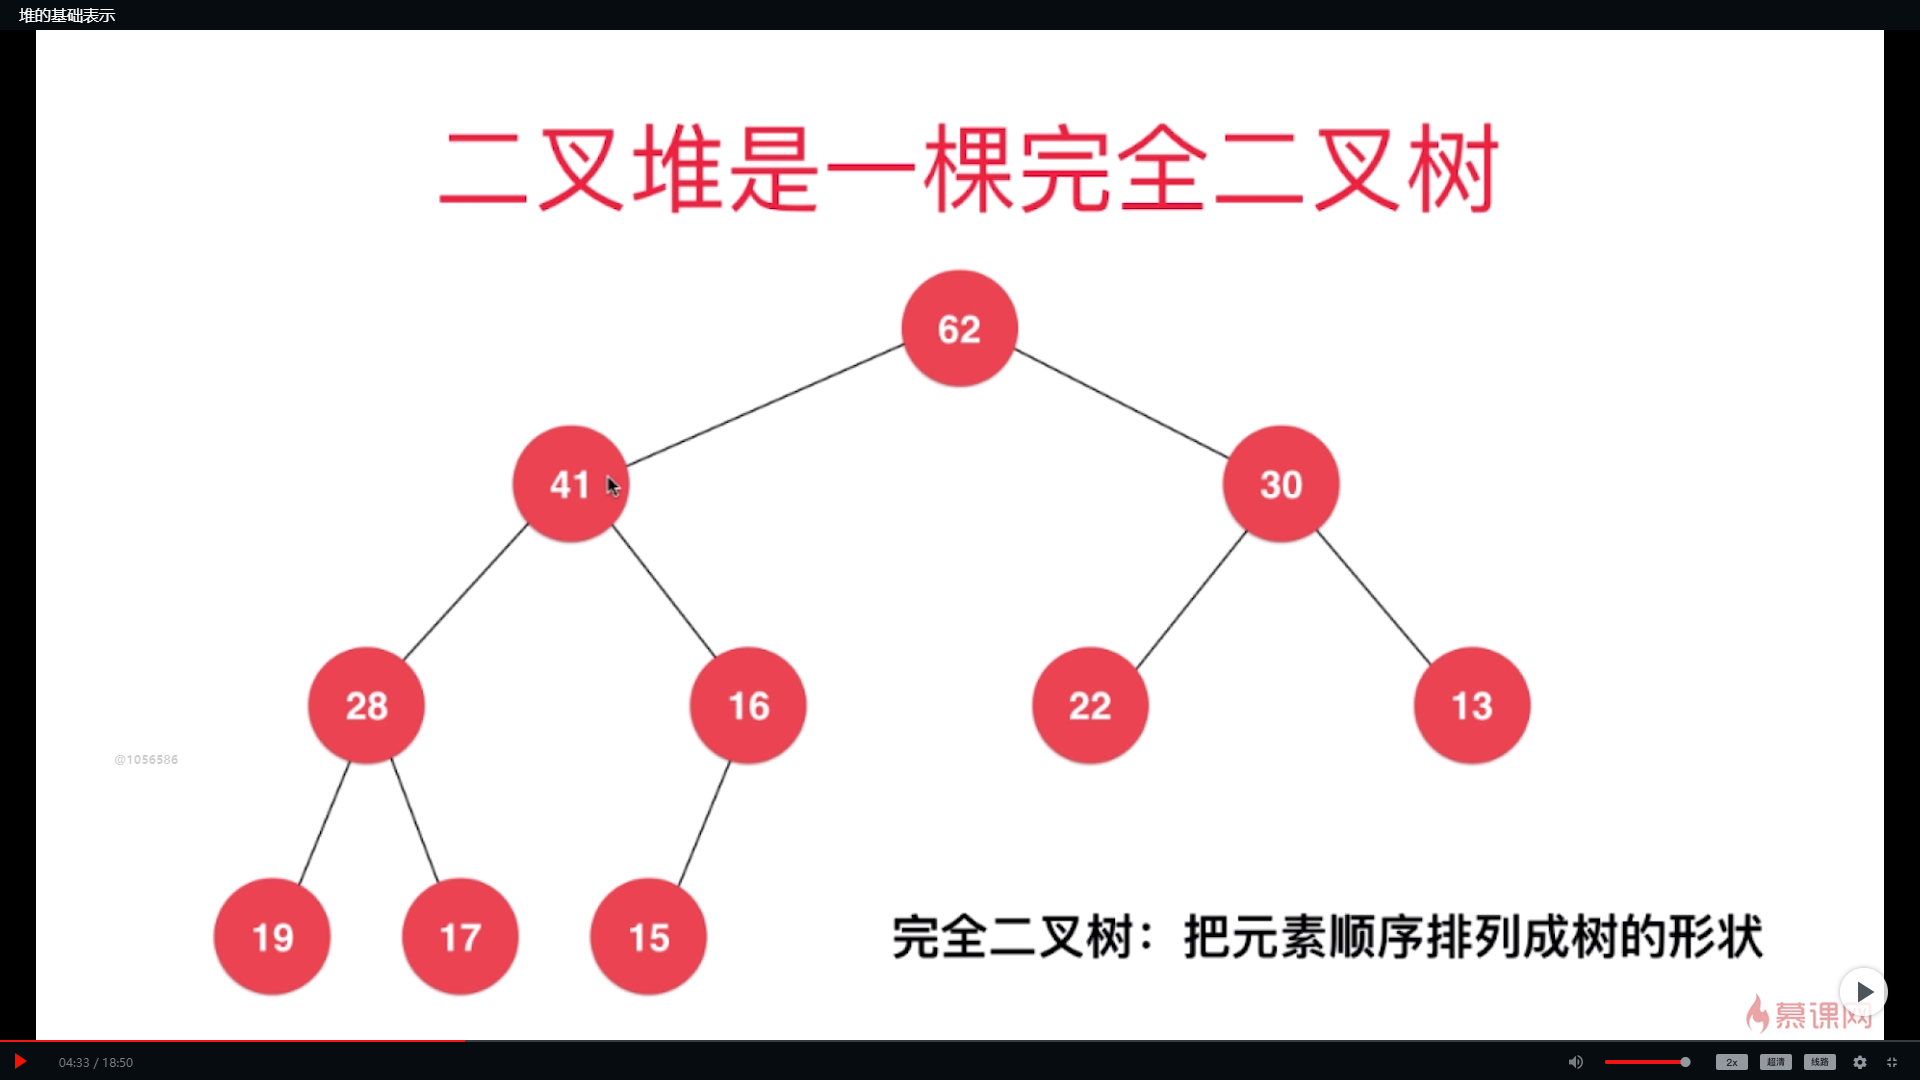 堆的基础表示
二叉堆是一棵完全二叉树
62
41
30
28
16
22
13
@1056586
19
17
15
完全二叉树：把元素顺序排列成树的形状
慕课网
04:33 / 18:50
2x
超清
线路